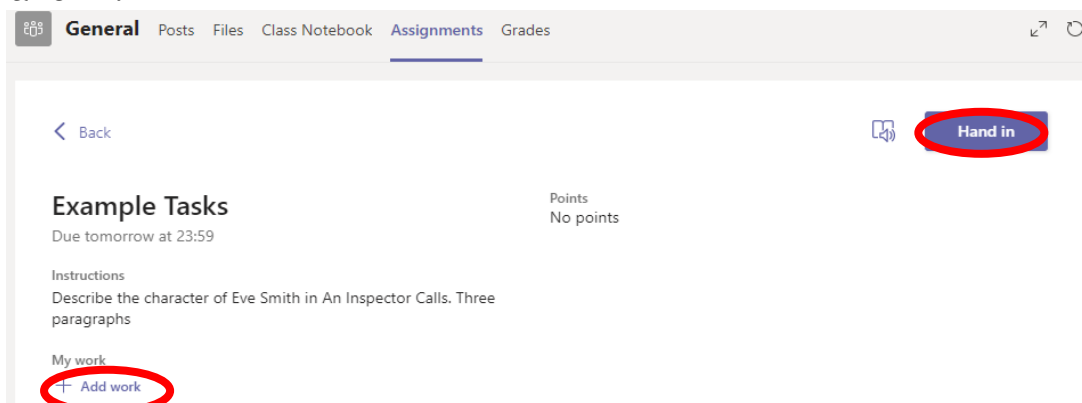 General Posts Files Class Notebook Assignments Grades
Back
Hand in
Example Tasks
Due tomorrow at 23:59
Points
No points
Instructions
Describe the character of Eve Smith in An Inspector Calls. Three
paragraphs
My work
+ Add work